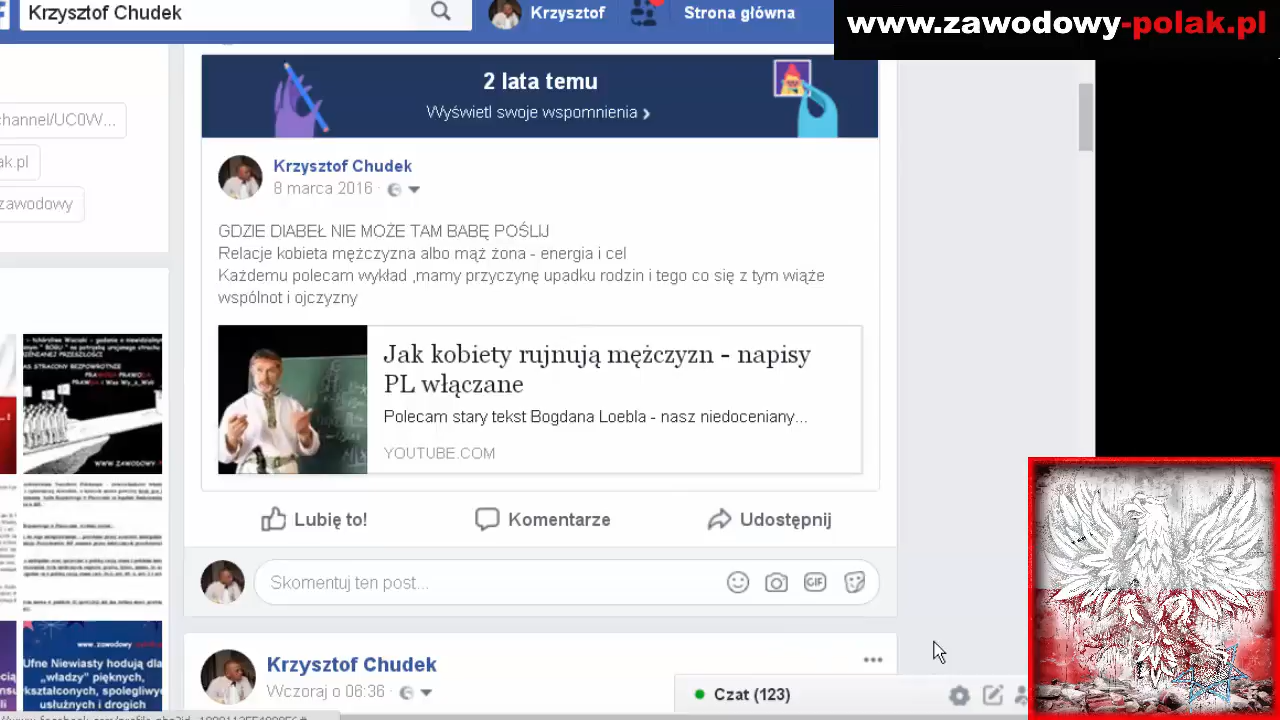 Krzysztof Chudek
Krzysztof
Strona główna
www.zawodowy-polak.pl
2 lata temu
Wyświetl swoje wspomnienia
channel/UC0W...
ak.pl
zawodowy
Krzysztof Chudek
8 marca 2016
GDZIE DIABEŁ NIE MOŻE TAM BABĘ POŚLIJ
Relacje kobieta mężczyzna albo mąż żona - energia i cel
Każdemu polecam wykład ,mamy przyczynę upadku rodzin i tego co się z tym wiąże
wspólnot i ojczyzny
Jak kobiety rujnują mężczyzn - napisy
PL włączane
Polecam stary tekst Bogdana Loebla - nasz niedoceniany...
YOUTUBE.COM
Lubię to!
Komentarze
Udostępnij
Skomentuj ten post...
GIF
www.zawodowy
Ufne Niewiasty hodują dla
„władzy” pięknych,
kształconych, spolegliwych
usłużnych i drogich
Krzysztof Chudek
Wczoraj o 06:36
Czat (123)